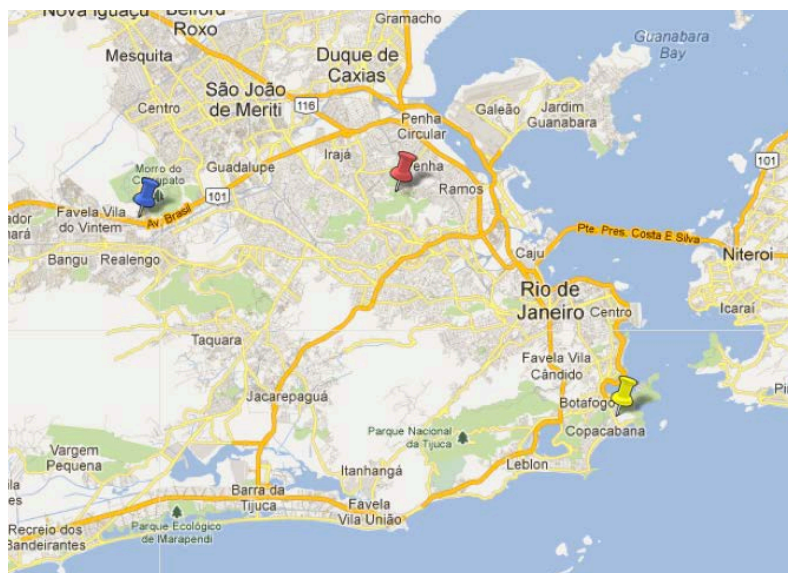 Nova Iguaçu
Belford
Roxo
Gramacho
Mesquita
Duque de
Caxias
Guanabara
Bay
Centro
São João
de Meriti
116
Galeão
Jardim
Guanabara
Penha
Circular
Irajá
Guadalupe
Morro do
101
Ramos
101
Favela Vila
do Vintem
Av. Brasil
Bangu
Realengo
Pte. Pres. Costa E Silva
Caju
Niteroi
Rio de
Janeiro
Centro
Icaraí
Taquara
Favela Vila
Cândido
Jacarepaguá
Botafogo
Copacabana
Parque Nacional
da Tijuca
Vargem
Pequena
Itanhangá
Leblon
Barra da
Tijuca
Favela
Vila União
Recreio dos
Bandeirantes
Parque Ecológico
de Marapendi